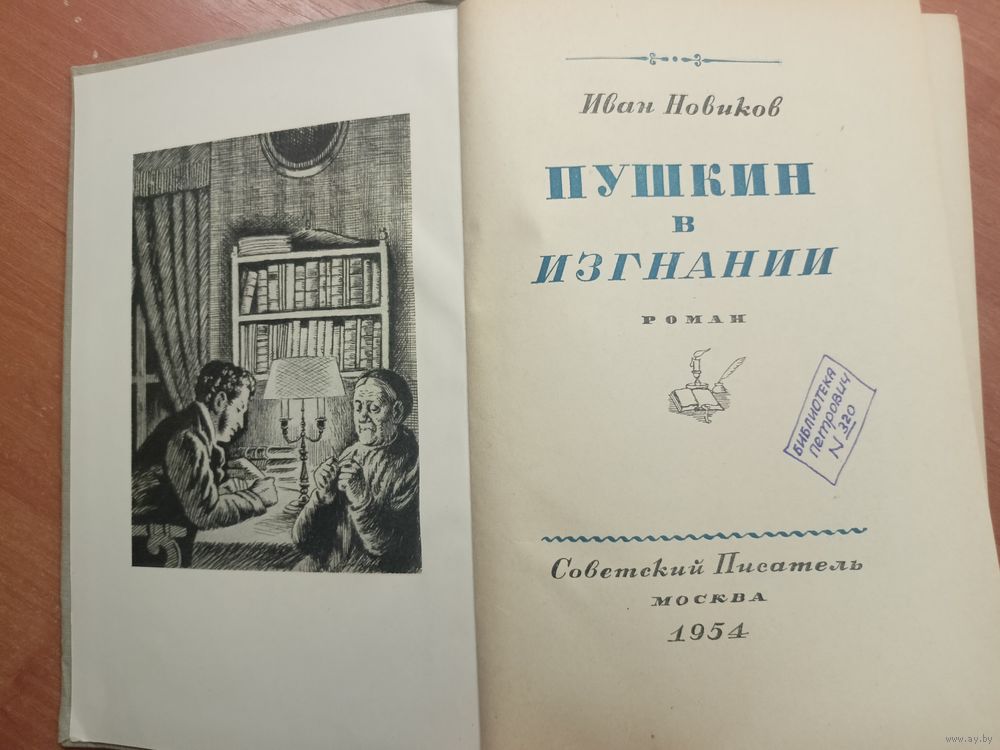 Иван Новиков
ПУШКИН
В
ИЗГНАНИИ
РОМАН
БИБЛИОТЕКА
петрович
N 320
Советский Писатель
МОСКВА
1954
www.ay.by